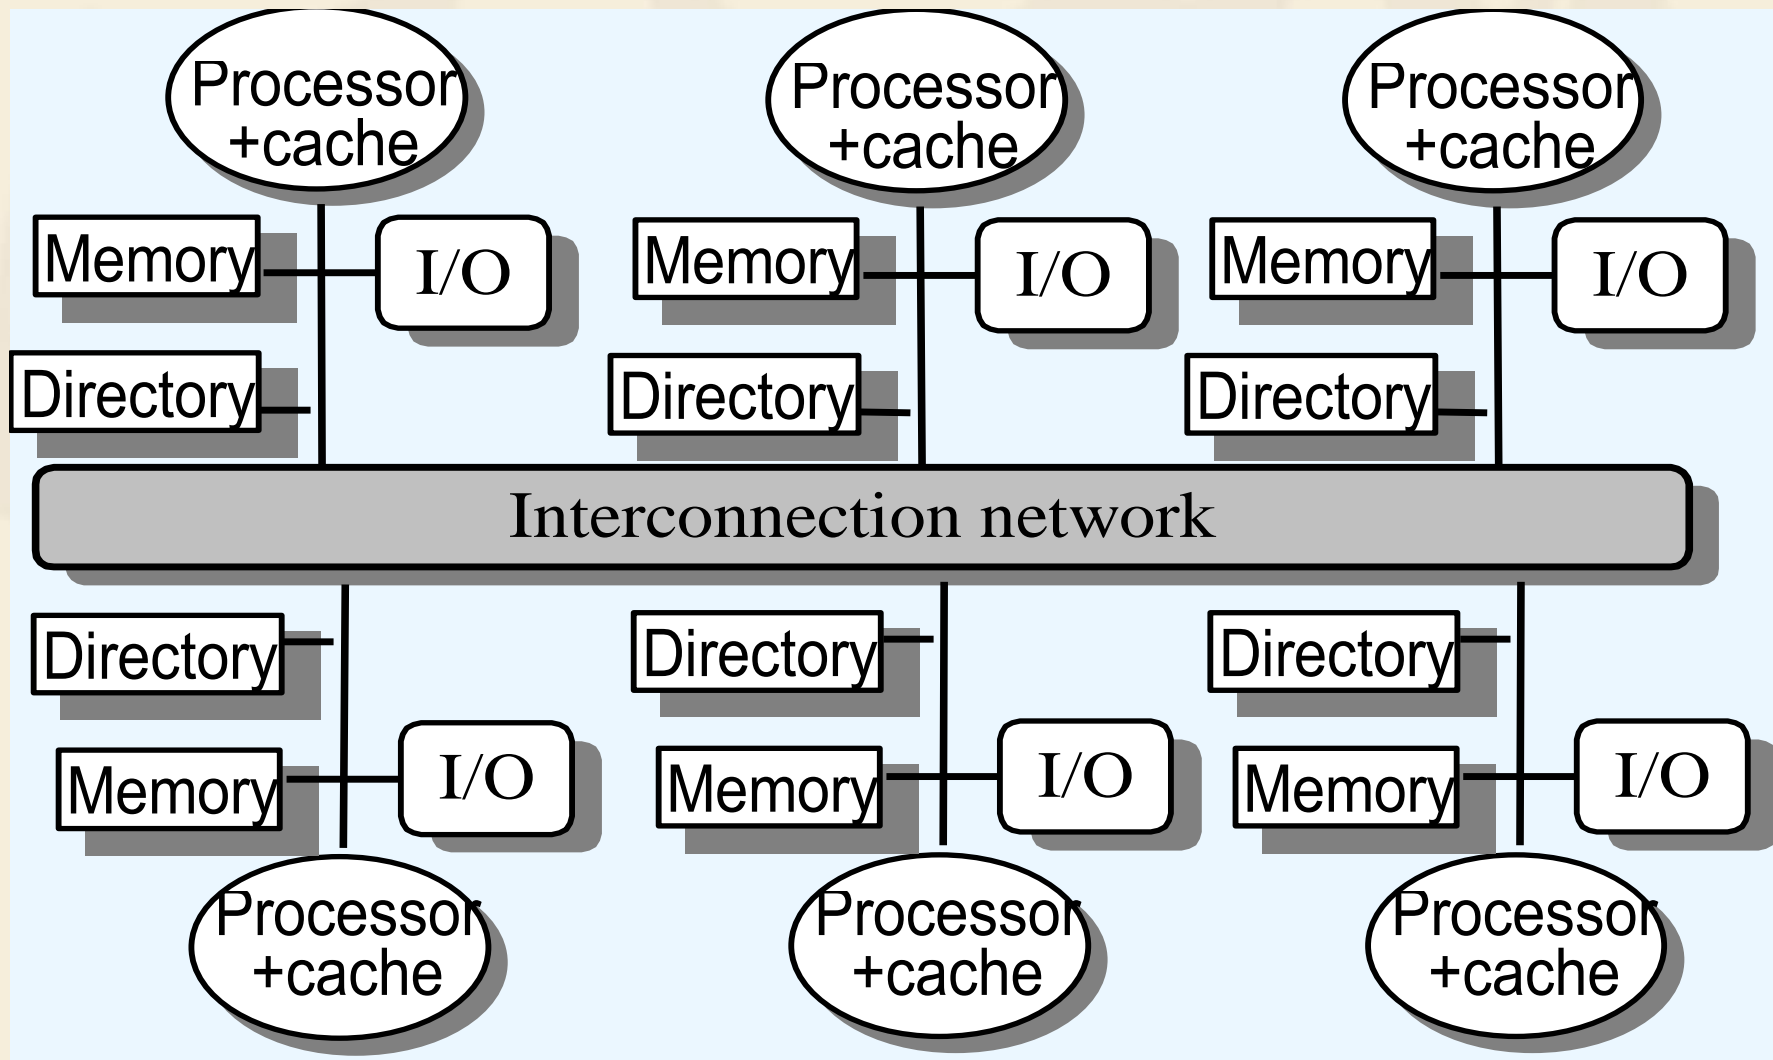 Processor
+cache
Processor
+cache
Processor
+cache
Memory
I/O
Memory
I/O
Memory
I/O
Directory
Directory
Directory
Interconnection network
Directory
Directory
Directory
Memory
I/O
Memory
I/O
Memory
I/O
Processor
+cache
Processor
+cache
Processor
+cache